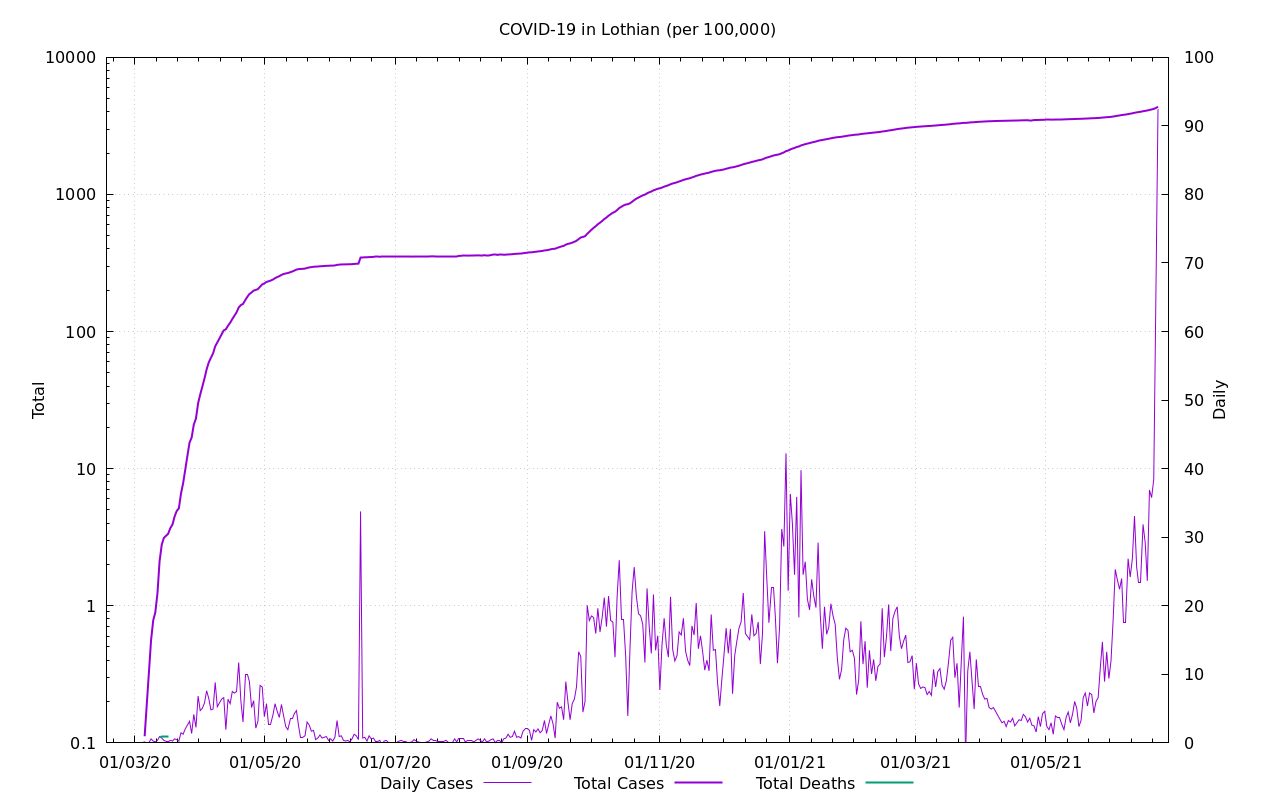 COVID-19 in Lothian (per 100,000)
10000 100
90
1000 80
70
100 60
Total 50 Daily
10 40
30
1 20
10
0.1 0
01/03/20 01/05/20 01/07/20 01/09/20 01/11/20 01/01/21 01/03/21 01/05/21
Daily Cases Total Cases Total Deaths